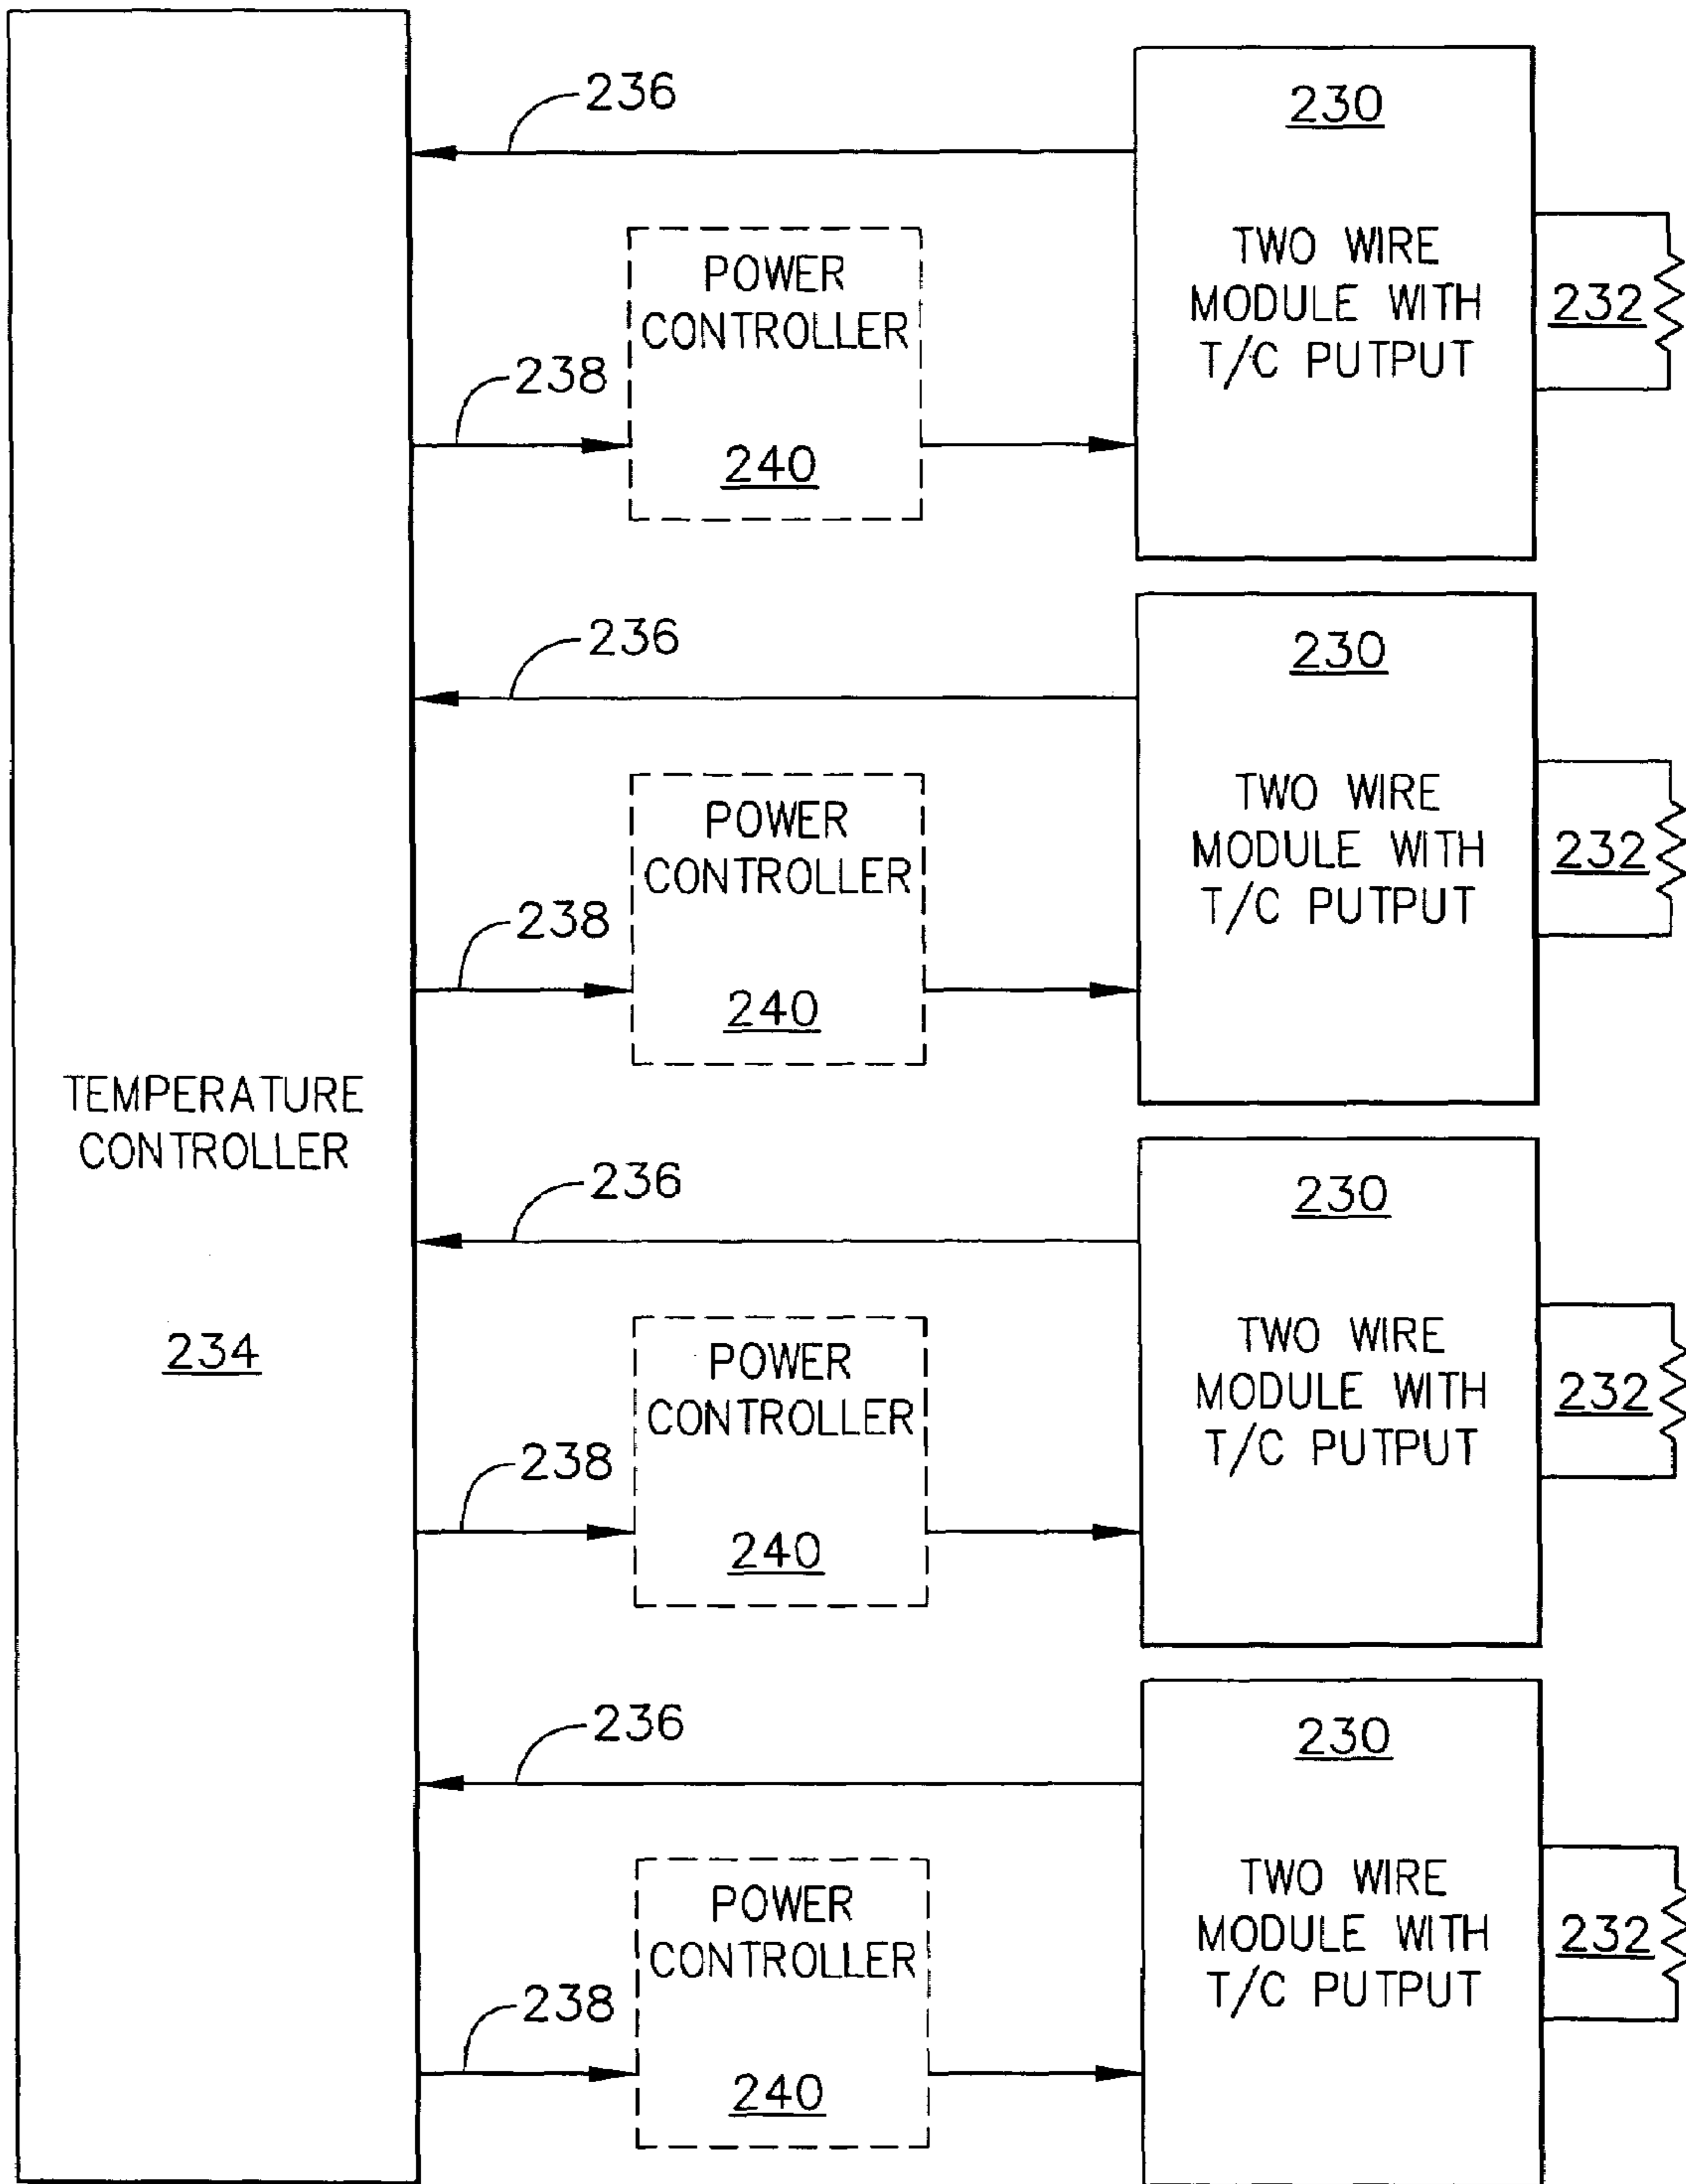 236
230
TWO WIRE
MODULE WITH
T/C PUTPUT
232
POWER
CONTROLLER
238
240
236
230
TWO WIRE
MODULE WITH
T/C PUTPUT
232
POWER
CONTROLLER
238
240
TEMPERATURE
CONTROLLER
234
236
230
TWO WIRE
MODULE WITH
T/C PUTPUT
232
POWER
CONTROLLER
238
240
236
230
TWO WIRE
MODULE WITH
T/C PUTPUT
232
POWER
CONTROLLER
238
240